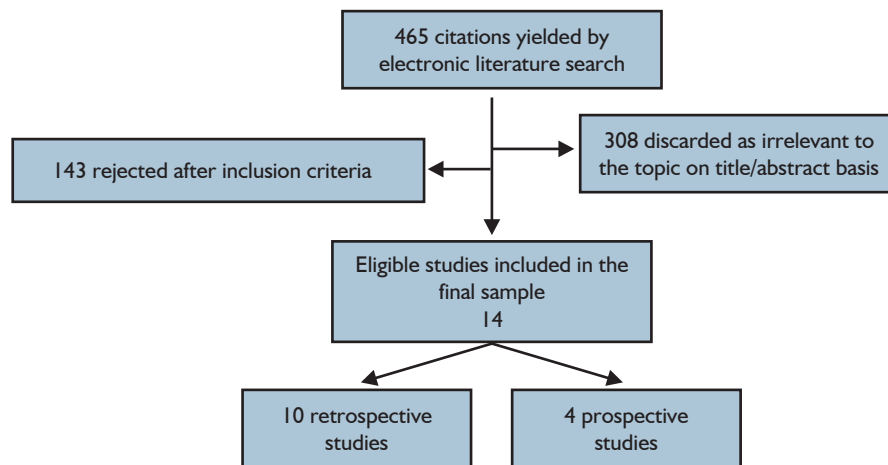 465 citations yielded by
electronic literature search
308 discarded as irrelevant to
the topic on title/abstract basis
143 rejected after inclusion criteria
Eligible studies included in the
final sample
14
10 retrospective
studies
4 prospective
studies